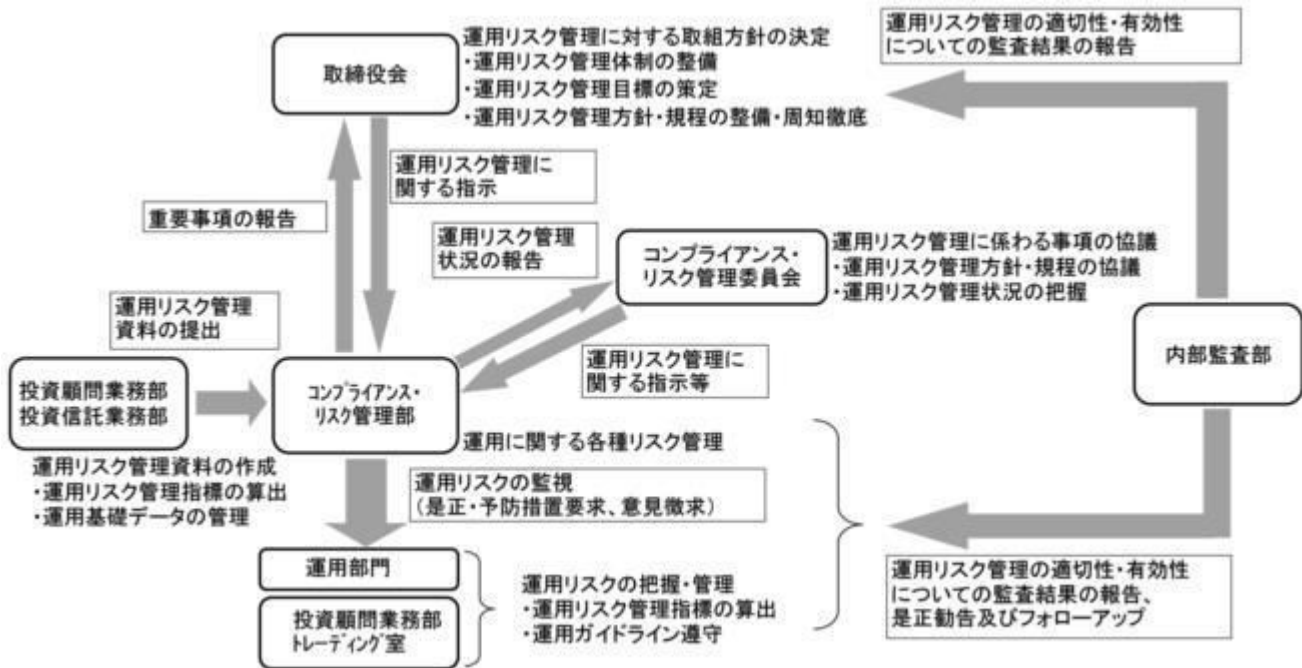 取締役会
運用リスク管理に対する取組方針の決定
・運用リスク管理体制の整備
・運用リスク管理目標の策定
・運用リスク管理方針・規程の整備・周知徹底
運用リスク管理の適切性・有効性
についての監査結果の報告
運用リスク管理に
関する指示
重要事項の報告
運用リスク管理
状況の報告
コンプライアンス・
リスク管理委員会
運用リスク管理に係わる事項の協議
・運用リスク管理方針・規程の協議
・運用リスク管理状況の把握
運用リスク管理
資料の提出
運用リスク管理に
関する指示等
内部監査部
投資顧問業務部
投資信託業務部
コンプライアンス・
リスク管理部
運用に関する各種リスク管理
運用リスク管理資料の作成
・運用リスク管理指標の算出
・運用基礎データの管理
運用リスクの監視
(是正・予防措置要求、意見徴求)
運用部門
投資顧問業務部
トレーディング室
運用リスクの把握・管理
・運用リスク管理指標の算出
・運用ガイドライン遵守
運用リスク管理の適切性・有効性
についての監査結果の報告、
是正勧告及びフォローアップ